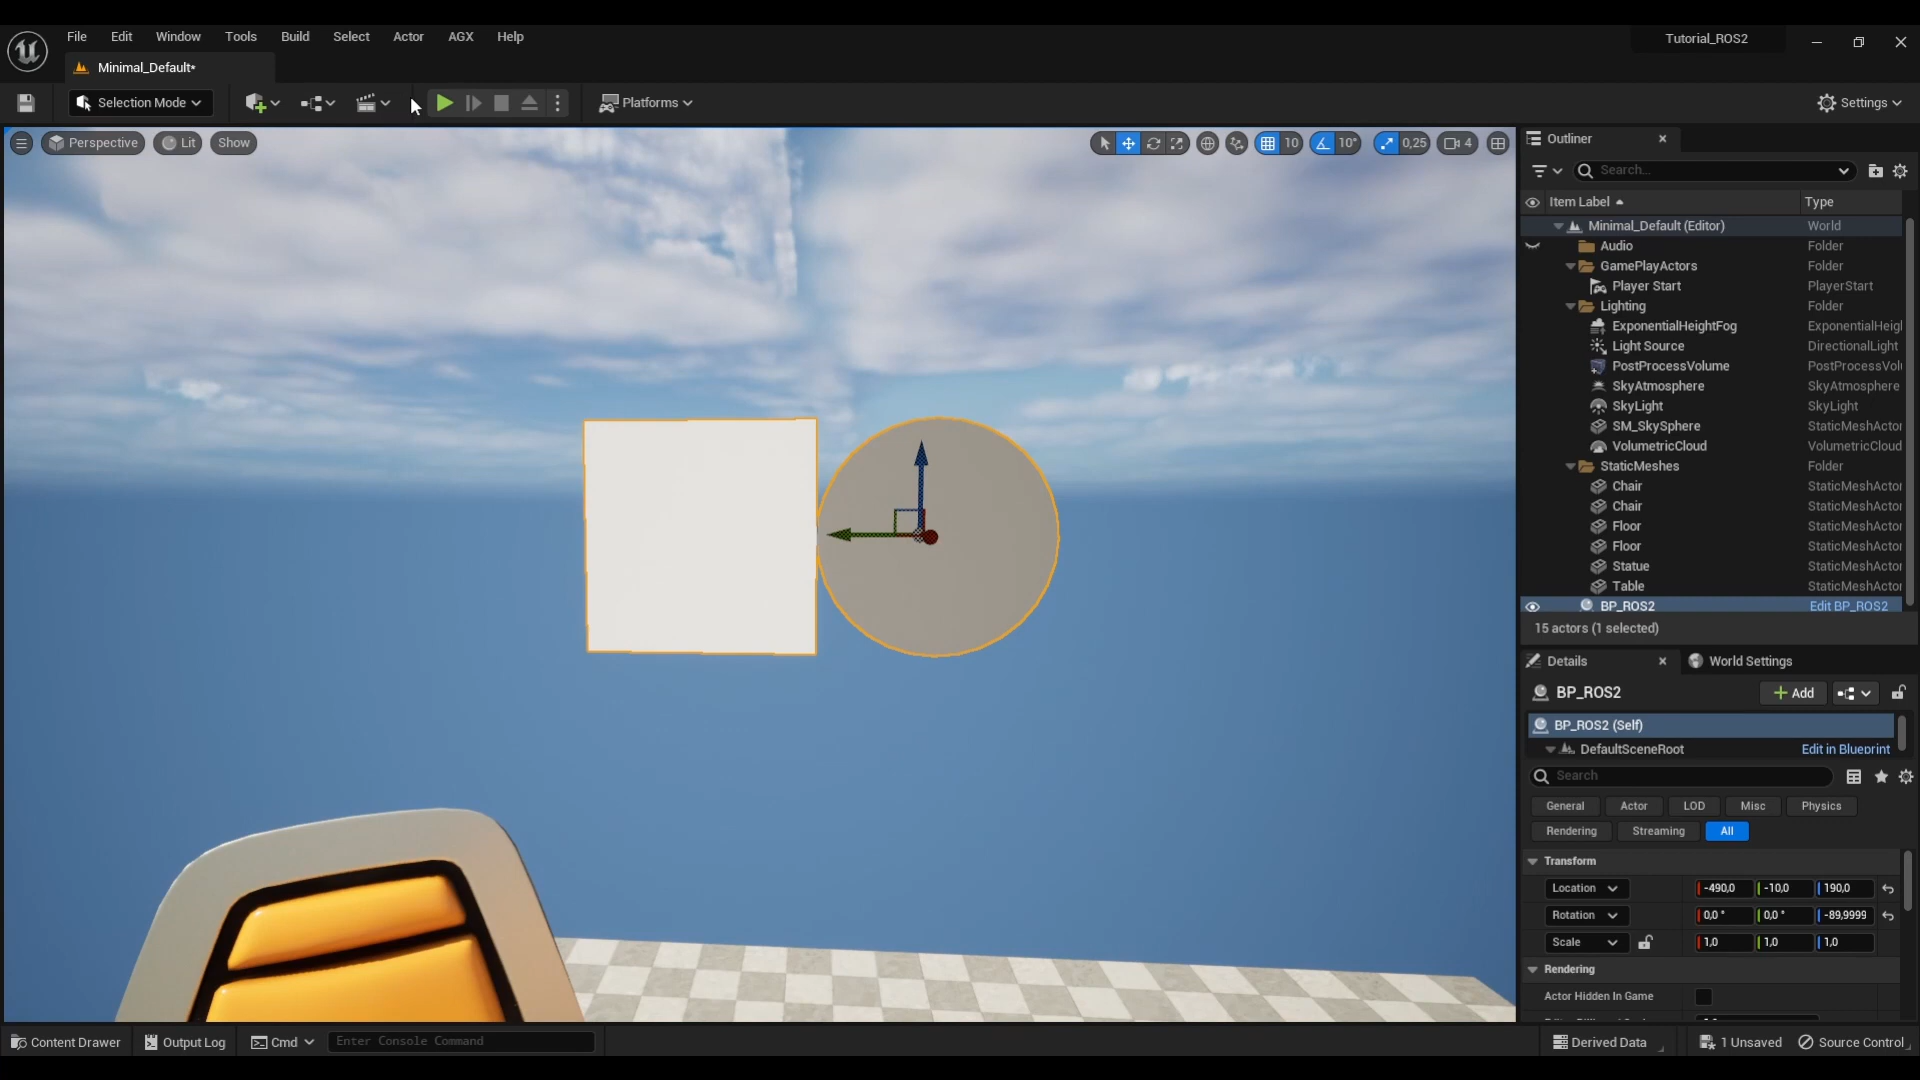 File Edit Window Tools Build Select Actor AGX Help
Tutorial_ROS2
Minimal_Default*
Selection Mode
Platforms
Settings
Perspective
Lit
Show
10
10°
0,25
4
Outliner
Search...
Item Label
Type
Minimal_Default (Editor) World
Audio Folder
GamePlayActors Folder
Player Start PlayerStart
Lighting Folder
ExponentialHeightFog ExponentialHeigl
Light Source DirectionalLight
PostProcessVolume PostProcessVolu
SkyAtmosphere SkyAtmosphere
SkyLight SkyLight
SM_SkySphere StaticMeshActor
VolumetricCloud VolumetricCloud
StaticMeshes Folder
Chair StaticMeshActor
Chair StaticMeshActor
Floor StaticMeshActor
Floor StaticMeshActor
Statue StaticMeshActor
Table StaticMeshActor
BP_ROS2 Edit BP_ROS2
15 actors (1 selected)
Details
World Settings
BP_ROS2
Add
BP_ROS2 (Self)
DefaultSceneRoot Edit in Blueprint
Search
General Actor LOD Misc Physics
Rendering Streaming All
Transform
Location -490,0 -10,0 190,0
Rotation 0,0 ° 0,0 ° -89,9999
Scale 1,0 1,0 1,0
Rendering
Actor Hidden In Game
Content Drawer
Output Log
Cmd
Enter Console Command
Derived Data
1 Unsaved
Source Control